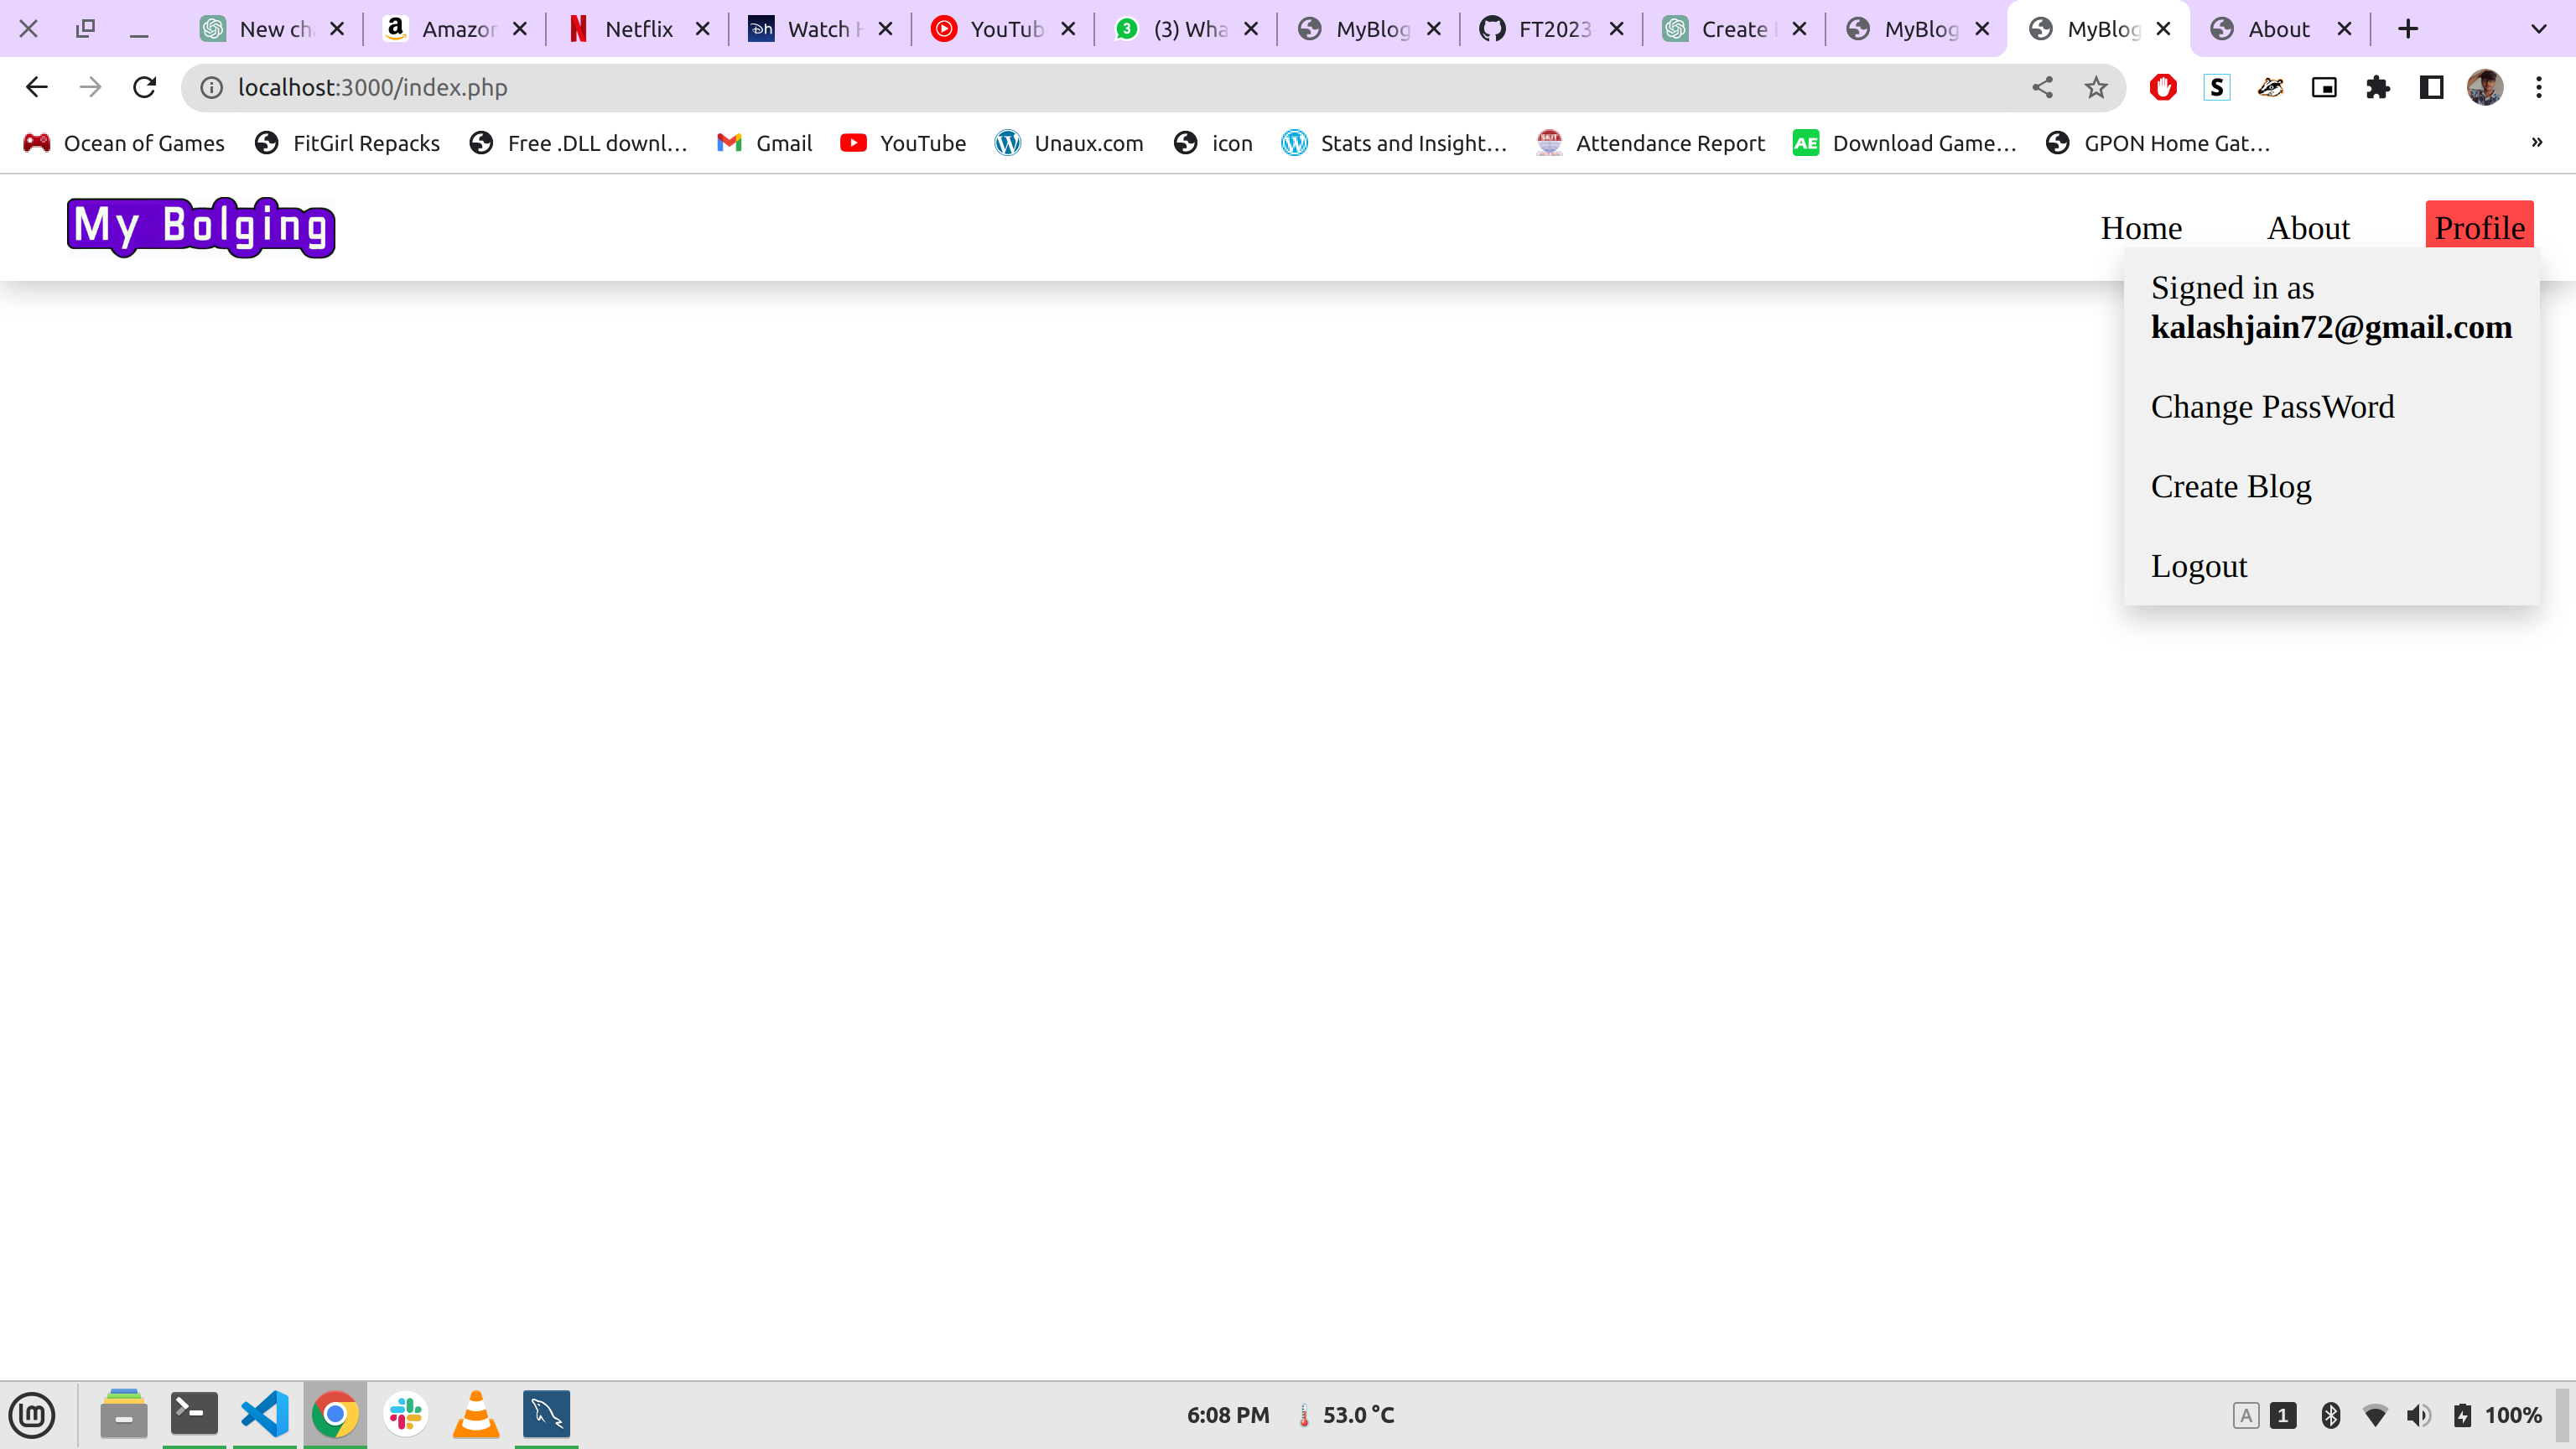 New ch
Amazon
Netflix
Watch H
YouTub
(3) Wha
MyBlog
FT2023
Create
MyBlog
MyBlog
About
localhost:3000/index.php
Ocean of Games
FitGirl Repacks
Free .DLL downl...
Gmail
YouTube
Unaux.com
icon
Stats and Insight...
Attendance Report
AE
Download Game...
GPON Home Gat...
»
My Bolging
Home
About
Profile
Signed in as
kalashjain72@gmail.com
Change PassWord
Create Blog
Logout
6:08 PM
53.0 °C
A
1
100%